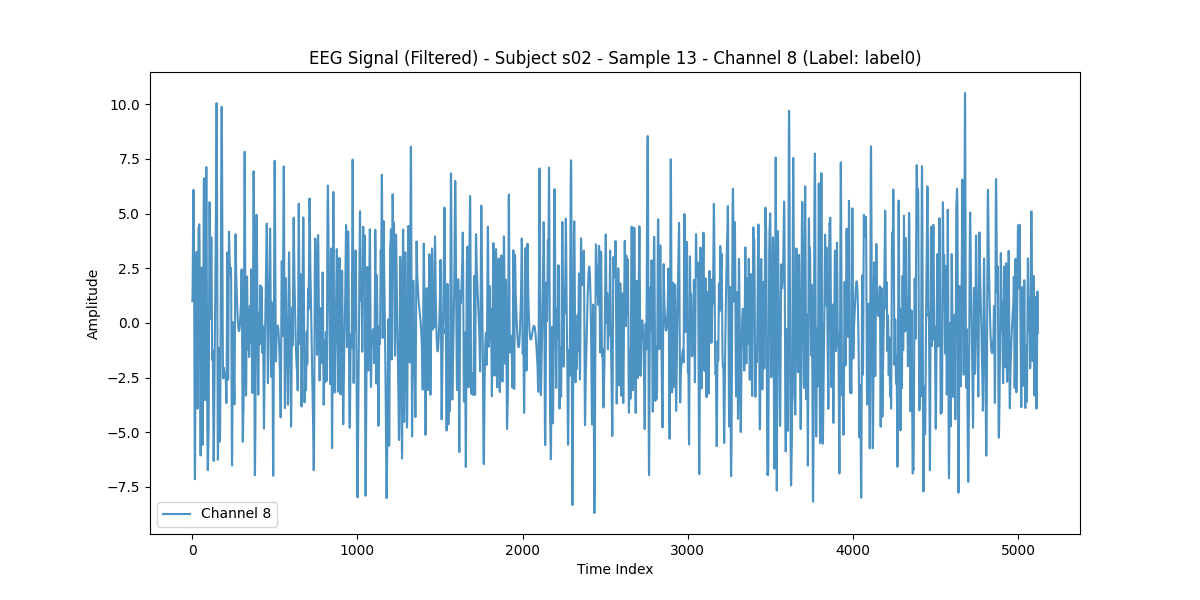 EEG Signal (Filtered) - Subject s02 - Sample 13 - Channel 8 (Label: label0)
10.0
7.5
5.0
2.5
0.0
−2.5
−5.0
−7.5
Amplitude
Channel 8
0 1000 2000 3000 4000 5000
Time Index